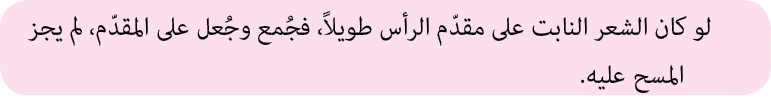 لو كان الشعر النابت على مقدّم الرأس طويلاً، فجُمع وجُعل على المقدّم، لم يجز
المسح عليه.